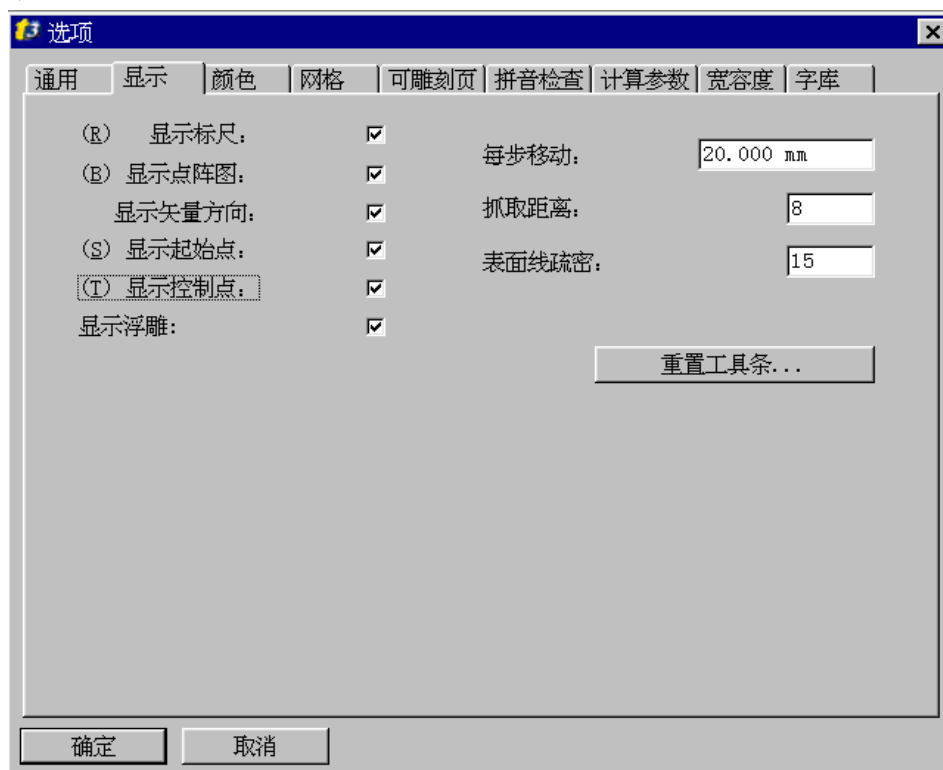 选项
通用 显示 颜色 网格 可雕刻页 拼音检查 计算参数 宽容度 字库
(R) 显示标尺:
(B) 显示点阵图:
显示矢量方向:
(S) 显示起始点:
(T) 显示控制点:
显示浮雕:
每步移动: 20.000 mm
抓取距离: 8
表面线疏密: 15
重置工具条...
确定 取消